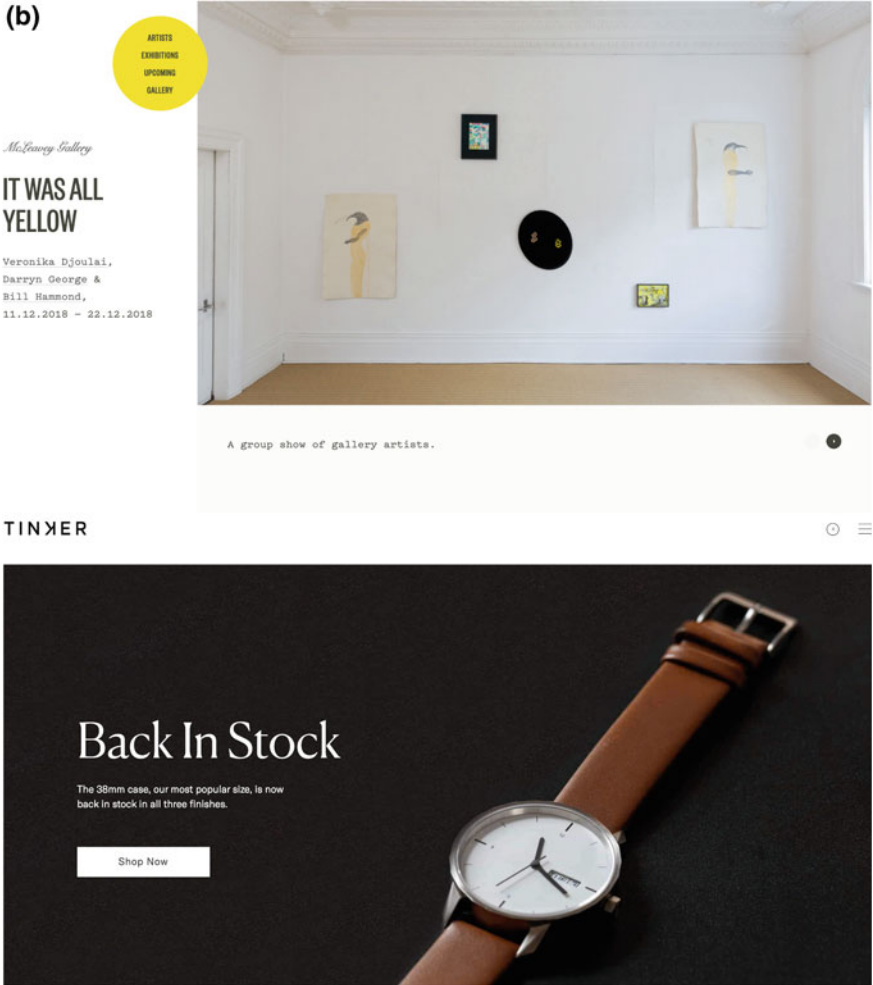 (b)
ARTISTS
EXHIBITIONS
UPCOMING
GALLERY
McLeavey Gallery
IT WAS ALL
YELLOW
Veronika Djoulai,
Darryn George &
Bill Hammond,
11.12.2018 – 22.12.2018
A group show of gallery artists.
TINKER
Back In Stock
The 38mm case, our most popular size, is now
back in stock in all three finishes.
Shop Now